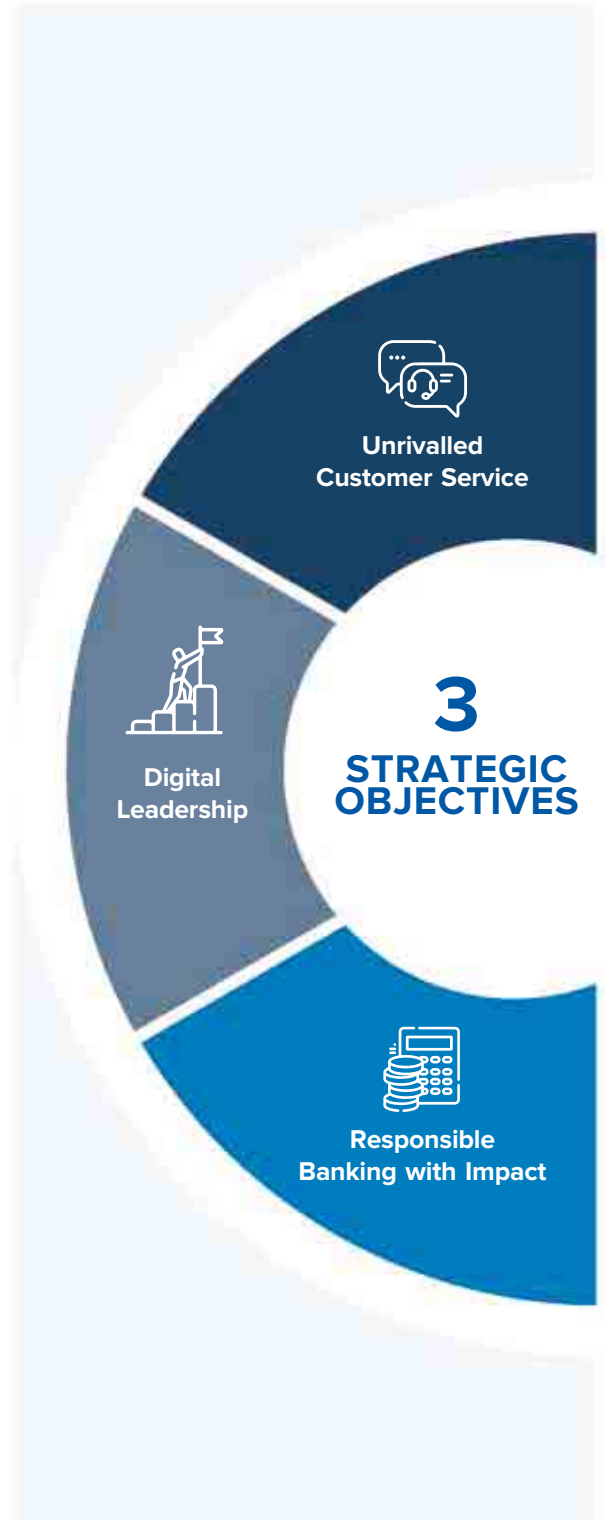 Unrivalled
Customer Service
3
STRATEGIC
OBJECTIVES
Digital
Leadership
Responsible
Banking with Impact